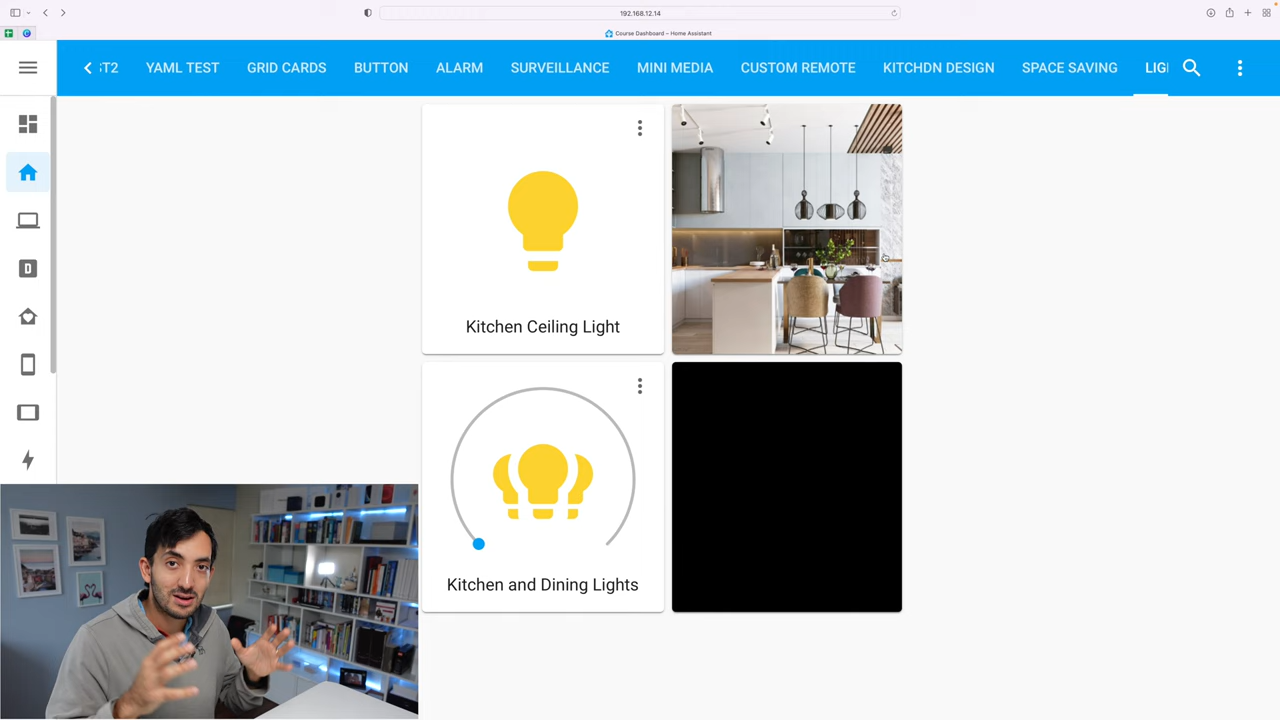 192.168.12.14
Course Dashboard – Home Assistant
ST2 YAML TEST GRID CARDS BUTTON ALARM SURVEILLANCE MINI MEDIA CUSTOM REMOTE KITCHDN DESIGN SPACE SAVING LIG
D
Kitchen Ceiling Light
Kitchen and Dining Lights